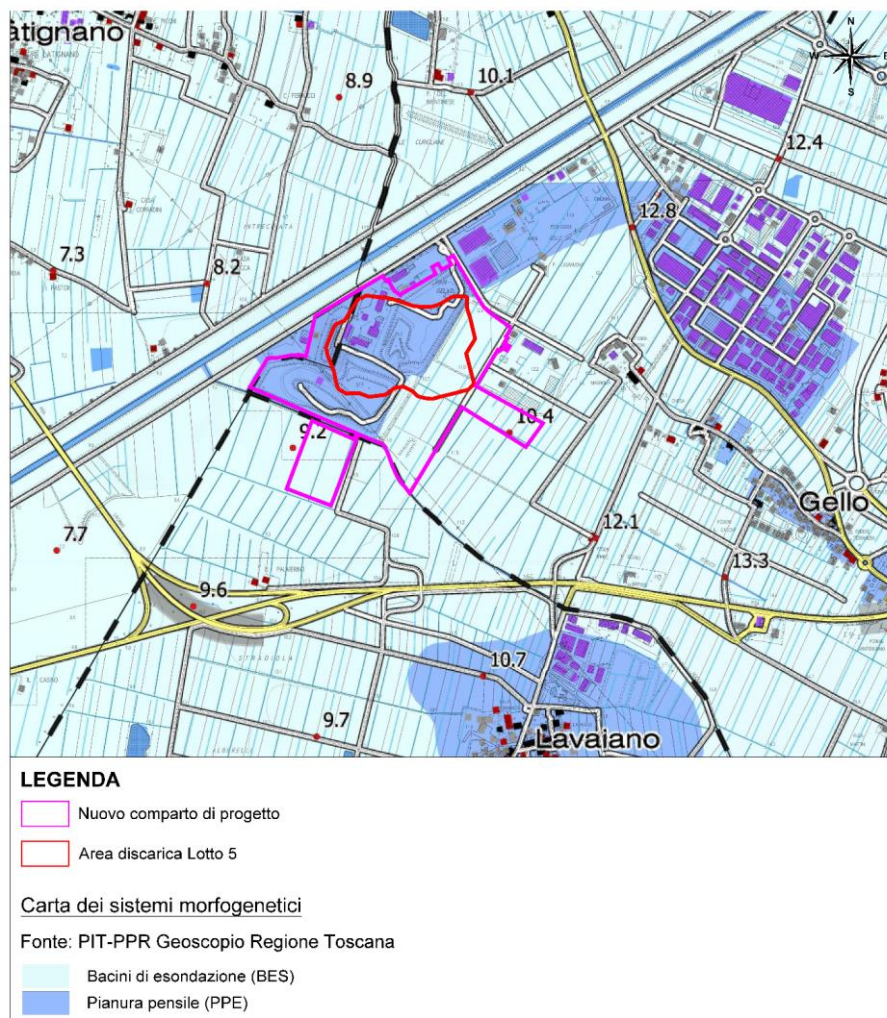 atignano
N
W
E
S
8.9
10.1
12.4
12.8
7.3
8.2
10.4
9.2
Gello
7.7
12.1
13.3
9.6
STRADIOLA
10.7
9.7
Lavaiano
LEGENDA
Nuovo comparto di progetto
Area discarica Lotto 5
Carta dei sistemi morfogenetici
Fonte: PIT-PPR Geoscopio Regione Toscana
Bacini di esondazione (BES)
Pianura pensile (PPE)